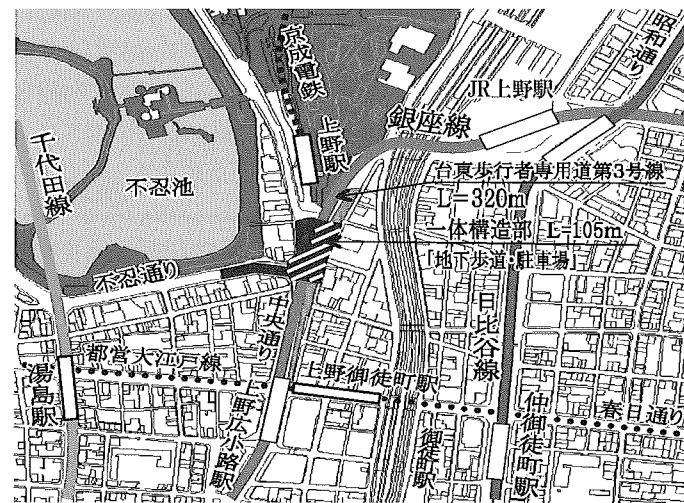 昭和通り
京成電鉄
上野駅
JR上野駅
銀座線
千代田線
不忍池
台東歩行者専用道第3号線
L=320m
一体構造部 L=105m
「地下歩道・駐車場」
不忍通り
中央通り
日比谷線
都営大江戸線
上野御徒町駅
湯島駅
上野広小路駅
御徒町駅
仲御徒町駅
春日通り